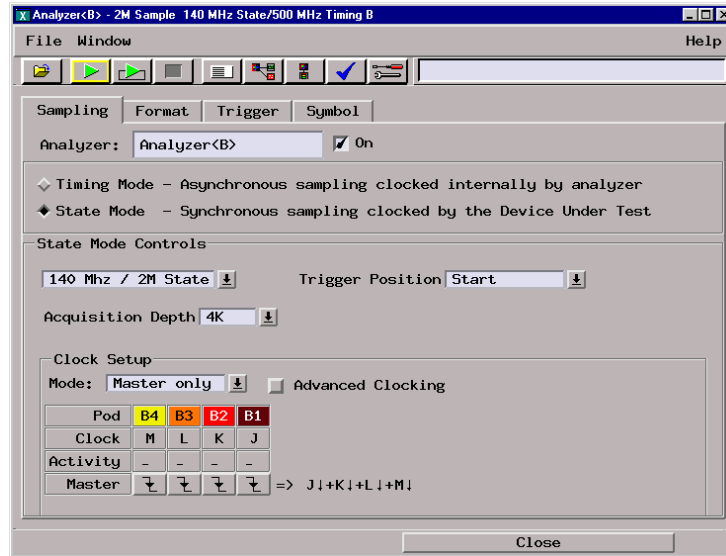 Analyzer<B> - 2M Sample 140 MHz State/500 MHz Timing B
File Window Help
Sampling Format Trigger Symbol
Analyzer: Analyzer<B> On
Timing Mode - Asynchronous sampling clocked internally by analyzer
State Mode - Synchronous sampling clocked by the Device Under Test
State Mode Controls
140 Mhz / 2M State Trigger Position Start
Acquisition Depth 4K
Clock Setup
Mode: Master only Advanced Clocking
Pod B4 B3 B2 B1
Clock M L K J
Activity - - - -
Master => J↓+K↓+L↓+M↓
Close